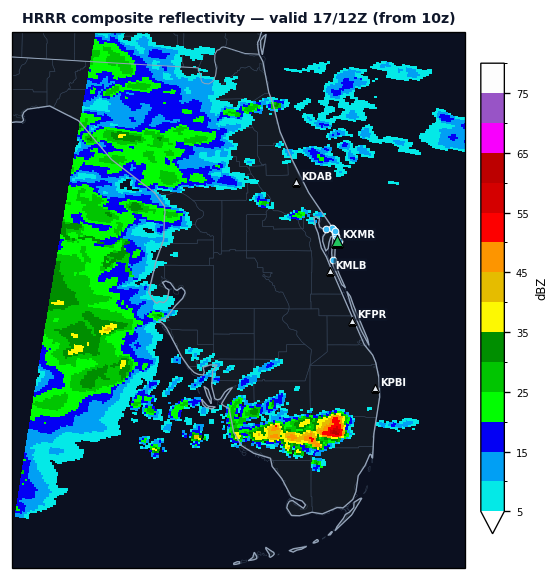 HRRR composite reflectivity — valid 17/12Z (from 10z)
75
65
55
45
35
25
15
5
dBZ
KDAB
KXMR
KMLB
KFPR
KPBI